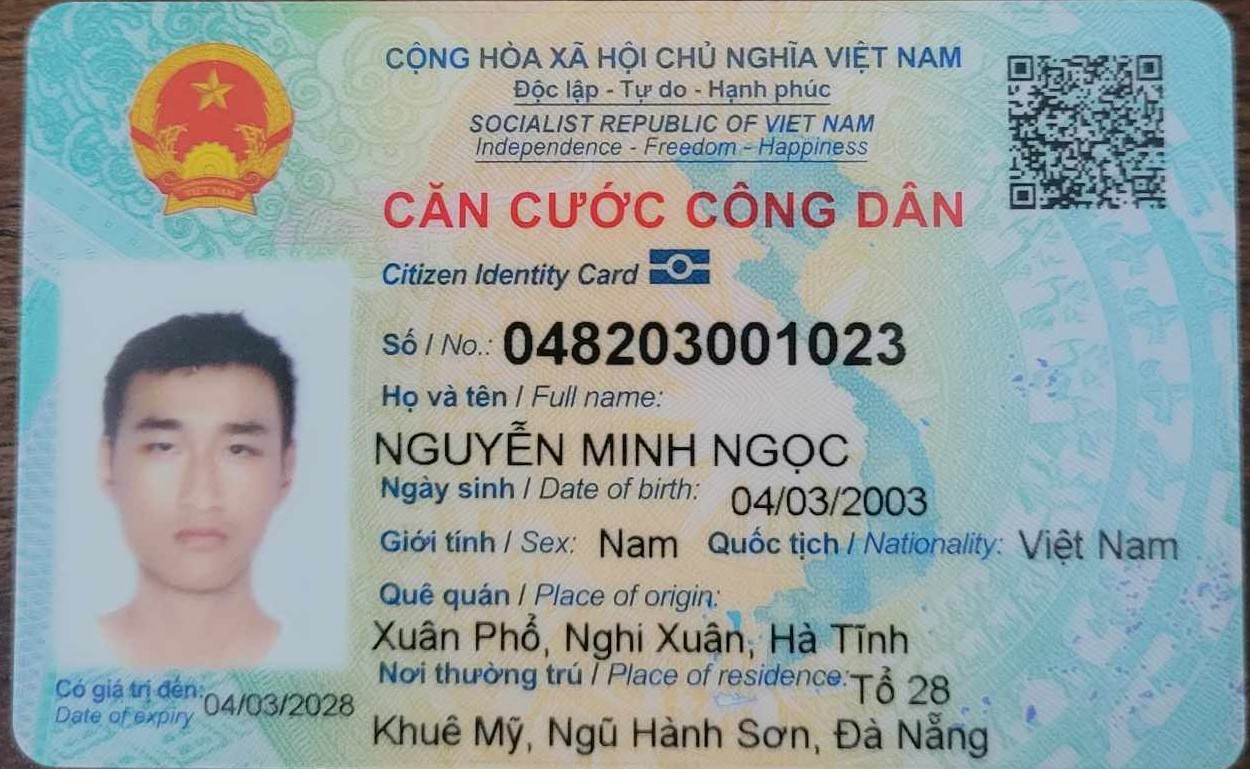 CỘNG HÒA XÃ HỘI CHỦ NGHĨA VIỆT NAM
Độc lập - Tự do - Hạnh phúc
SOCIALIST REPUBLIC OF VIET NAM
Independence - Freedom - Happiness
VIỆT NAM
CĂN CƯỚC CÔNG DÂN
Citizen Identity Card
Số / No.: 048203001023
Họ và tên / Full name:
NGUYỄN MINH NGỌC
Ngày sinh / Date of birth: 04/03/2003
Giới tính / Sex: Nam Quốc tịch / Nationality: Việt Nam
Quê quán / Place of origin:
Xuân Phổ, Nghi Xuân, Hà Tĩnh
Nơi thường trú / Place of residence: Tổ 28
Khuê Mỹ, Ngũ Hành Sơn, Đà Nẵng
Có giá trị đến: 04/03/2028
Date of expiry